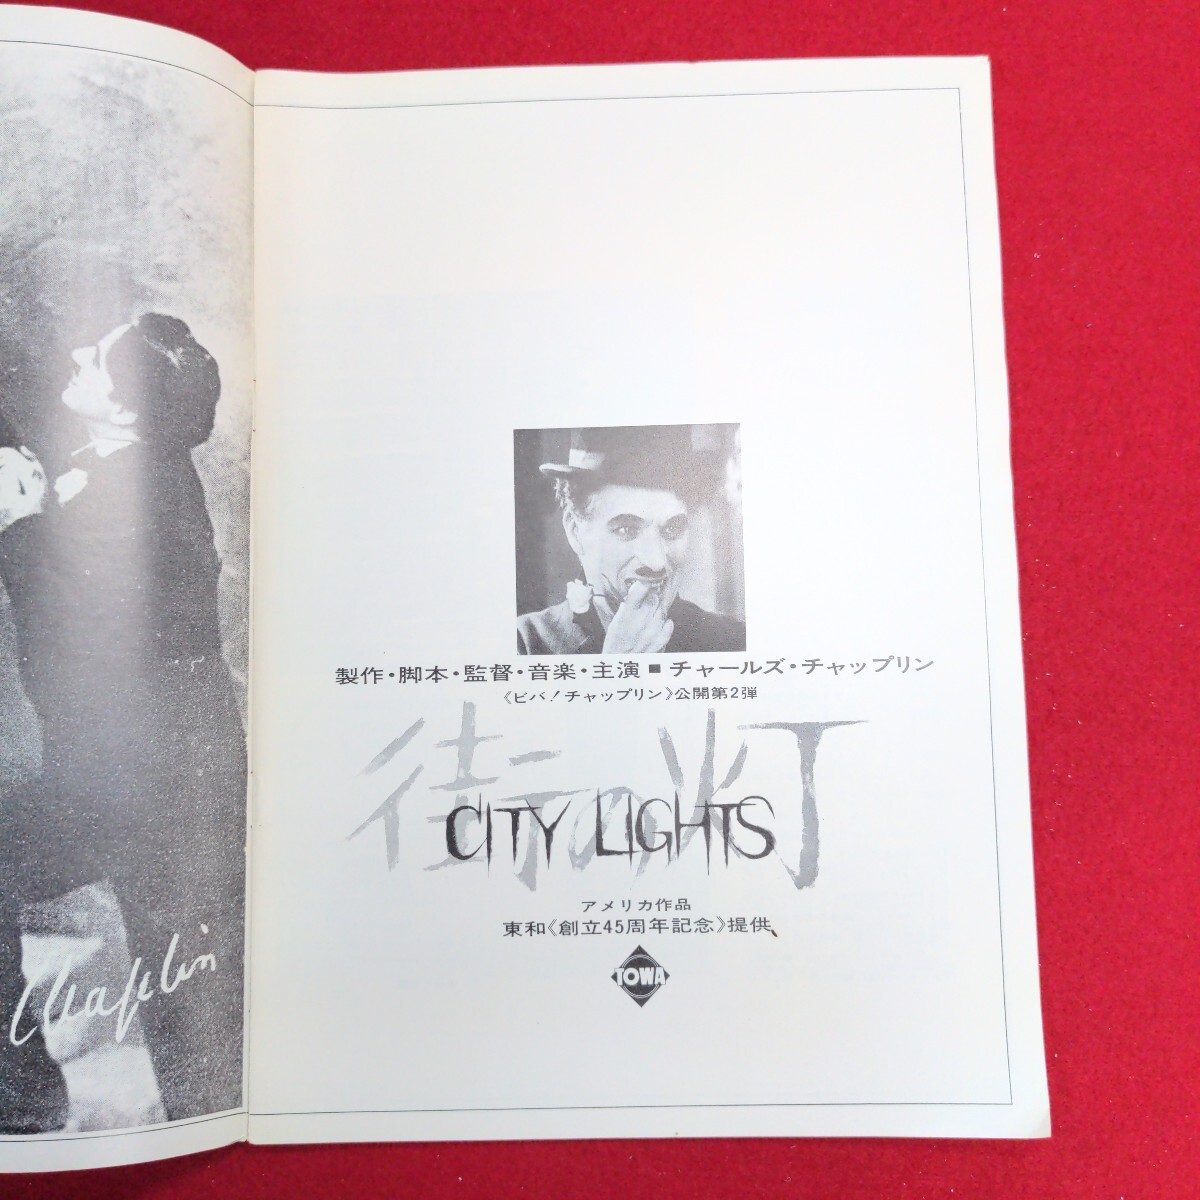 Chaplin
製作・脚本・監督・音楽・主演■チャールズ・チャップリン
《ビバ!チャップリン》公開第2弾
街の灯
CITY LIGHTS
アメリカ作品
東和《創立45周年記念》提供
TOWA